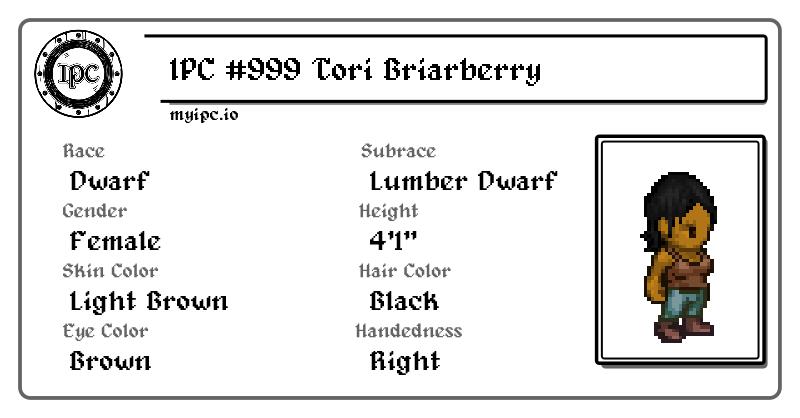 IPC
IPC #999 Tori Briarberry
myipc.io
Race
Dwarf
Subrace
Lumber Dwarf
Gender
Female
Height
4'1"
Skin Color
Light Brown
Hair Color
Black
Eye Color
Brown
Handedness
Right